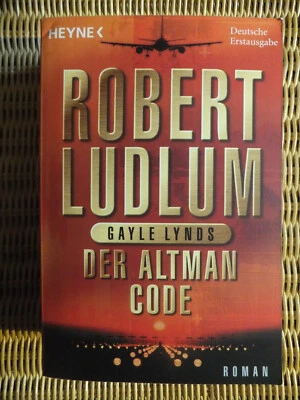 HEYNE<
Deutsche
Erstausgabe
ROBERT
LUDLUM
GAYLE LYNDS
DER ALTMAN
CODE
ROMAN